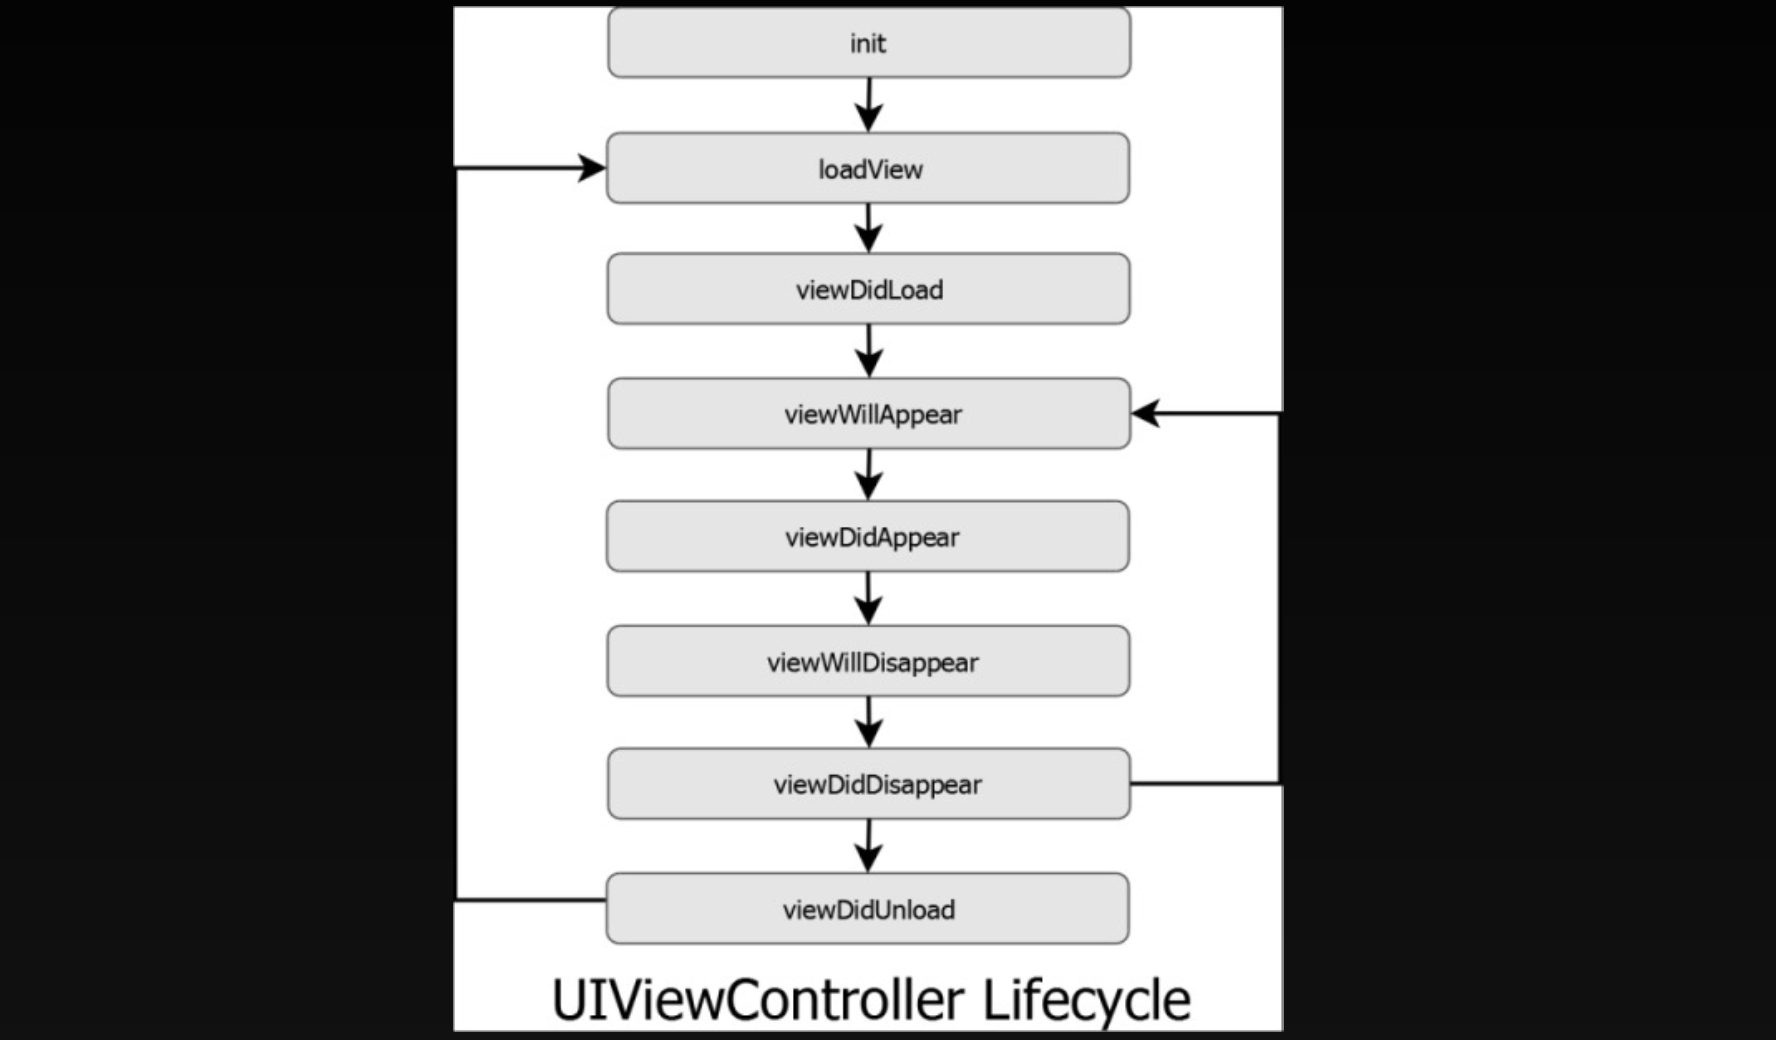 init
loadView
viewDidLoad
viewWillAppear
viewDidAppear
viewWillDisappear
viewDidDisappear
viewDidUnload
UIViewController Lifecycle